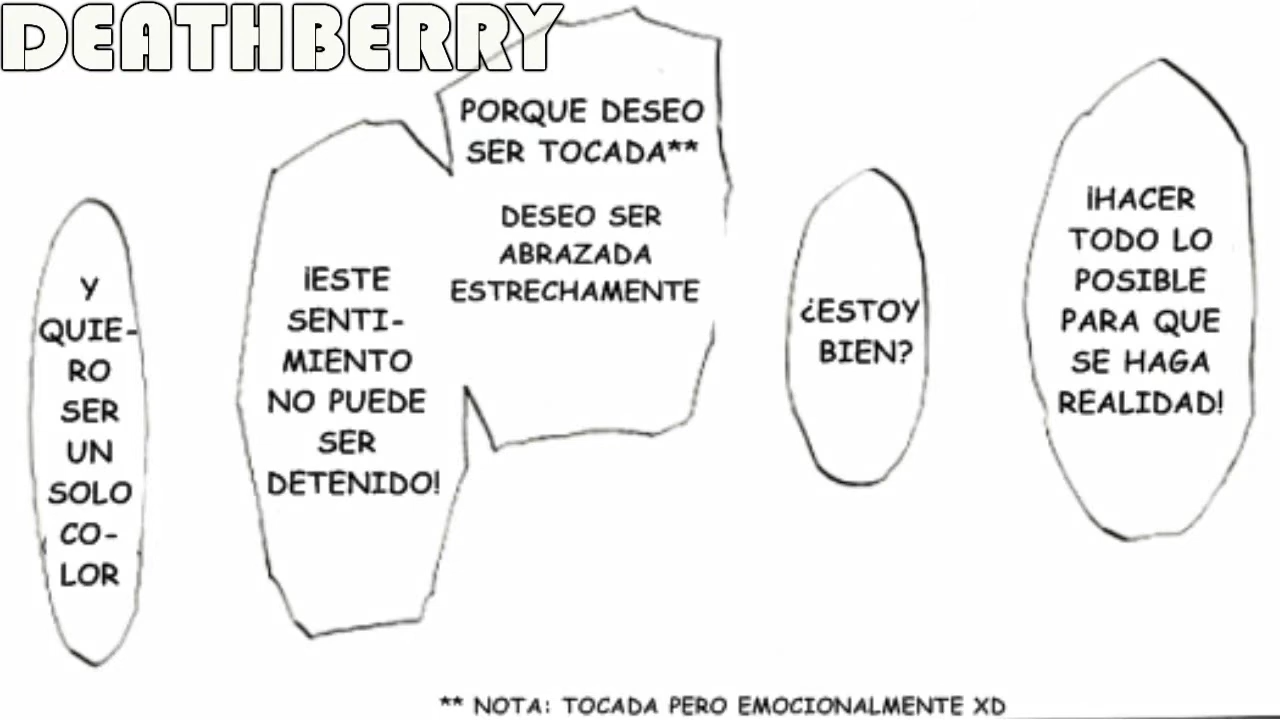 DEATHBERRY
Y
QUIE-
RO
SER
UN
SOLO
CO-
LOR
¡ESTE
SENTI-
MIENTO
NO PUEDE
SER
DETENIDO!
PORQUE DESEO
SER TOCADA**
DESEO SER
ABRAZADA
ESTRECHAMENTE
¿ESTOY
BIEN?
¡HACER
TODO LO
POSIBLE
PARA QUE
SE HAGA
REALIDAD!
** NOTA: TOCADA PERO EMOCIONALMENTE XD